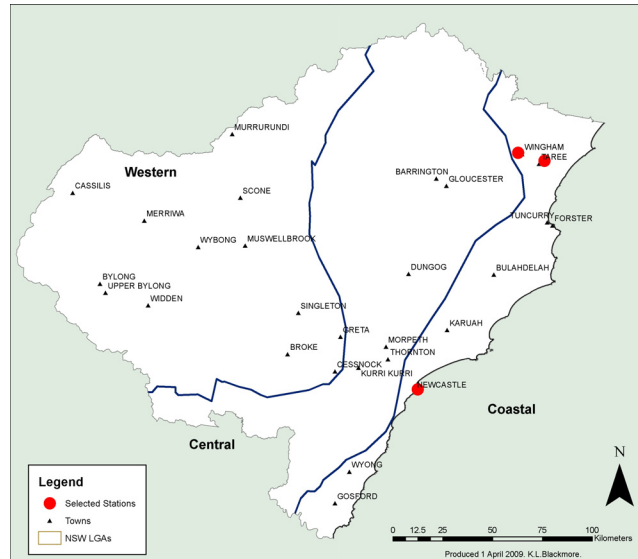 MURRURUNDI
Western
WINGHAM
TAREE
BARRINGTON
GLOUCESTER
CASSILIS
SCONE
MERRIWA
TUNCURRY
FORSTER
WYBONG
MUSWELLBROOK
DUNGOG
BULAHDELAH
BYLONG
UPPER BYLONG
WIDDEN
SINGLETON
KARUAH
GRETA
MORPETH
BROKE
THORNTON
CESSNOCK
KURRI KURRI
NEWCASTLE
Coastal
Central
WYONG
GOSFORD
N
Legend
Selected Stations
Towns
NSW LGAs
0 12.5 25 50 75 100
Kilometers
Produced 1 April 2009. K.L.Blackmore.